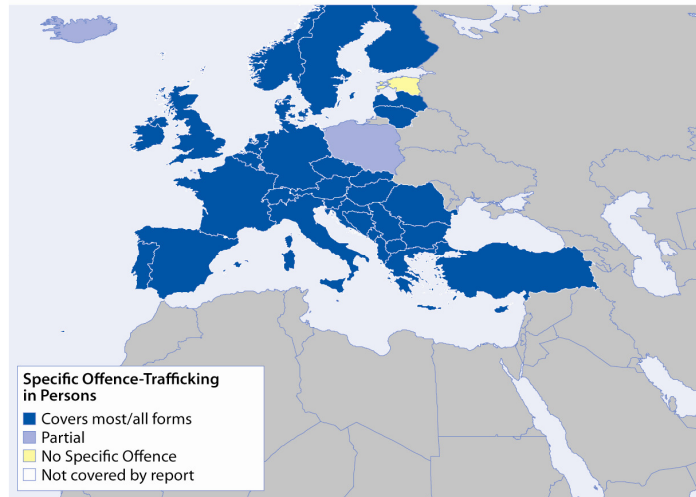 Specific Offence-Trafficking
in Persons
Covers most/all forms
Partial
No Specific Offence
Not covered by report